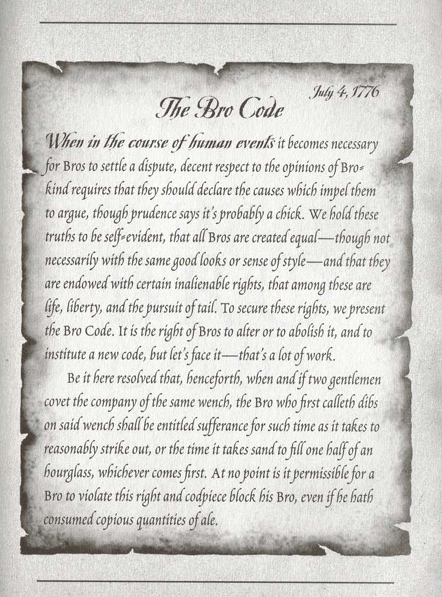 July 4, 1776
The Bro Code
When in the course of human events it becomes necessary
for Bros to settle a dispute, decent respect to the opinions of Bro-
kind requires that they should declare the causes which impel them
to argue, though prudence says it's probably a chick. We hold these
truths to be self-evident, that all Bros are created equal—though not
necessarily with the same good looks or sense of style—and that they
are endowed with certain inalienable rights, that among these are
life, liberty, and the pursuit of tail. To secure these rights, we present
the Bro Code. It is the right of Bros to alter or to abolish it, and to
institute a new code, but let's face it—that's a lot of work.
Be it here resolved that, henceforth, when and if two gentlemen
covet the company of the same wench, the Bro who first calleth dibs
on said wench shall be entitled sufferance for such time as it takes to
reasonably strike out, or the time it takes sand to fill one half of an
hourglass, whichever comes first. At no point is it permissible for a
Bro to violate this right and codpiece block his Bro, even if he hath
consumed copious quantities of ale.